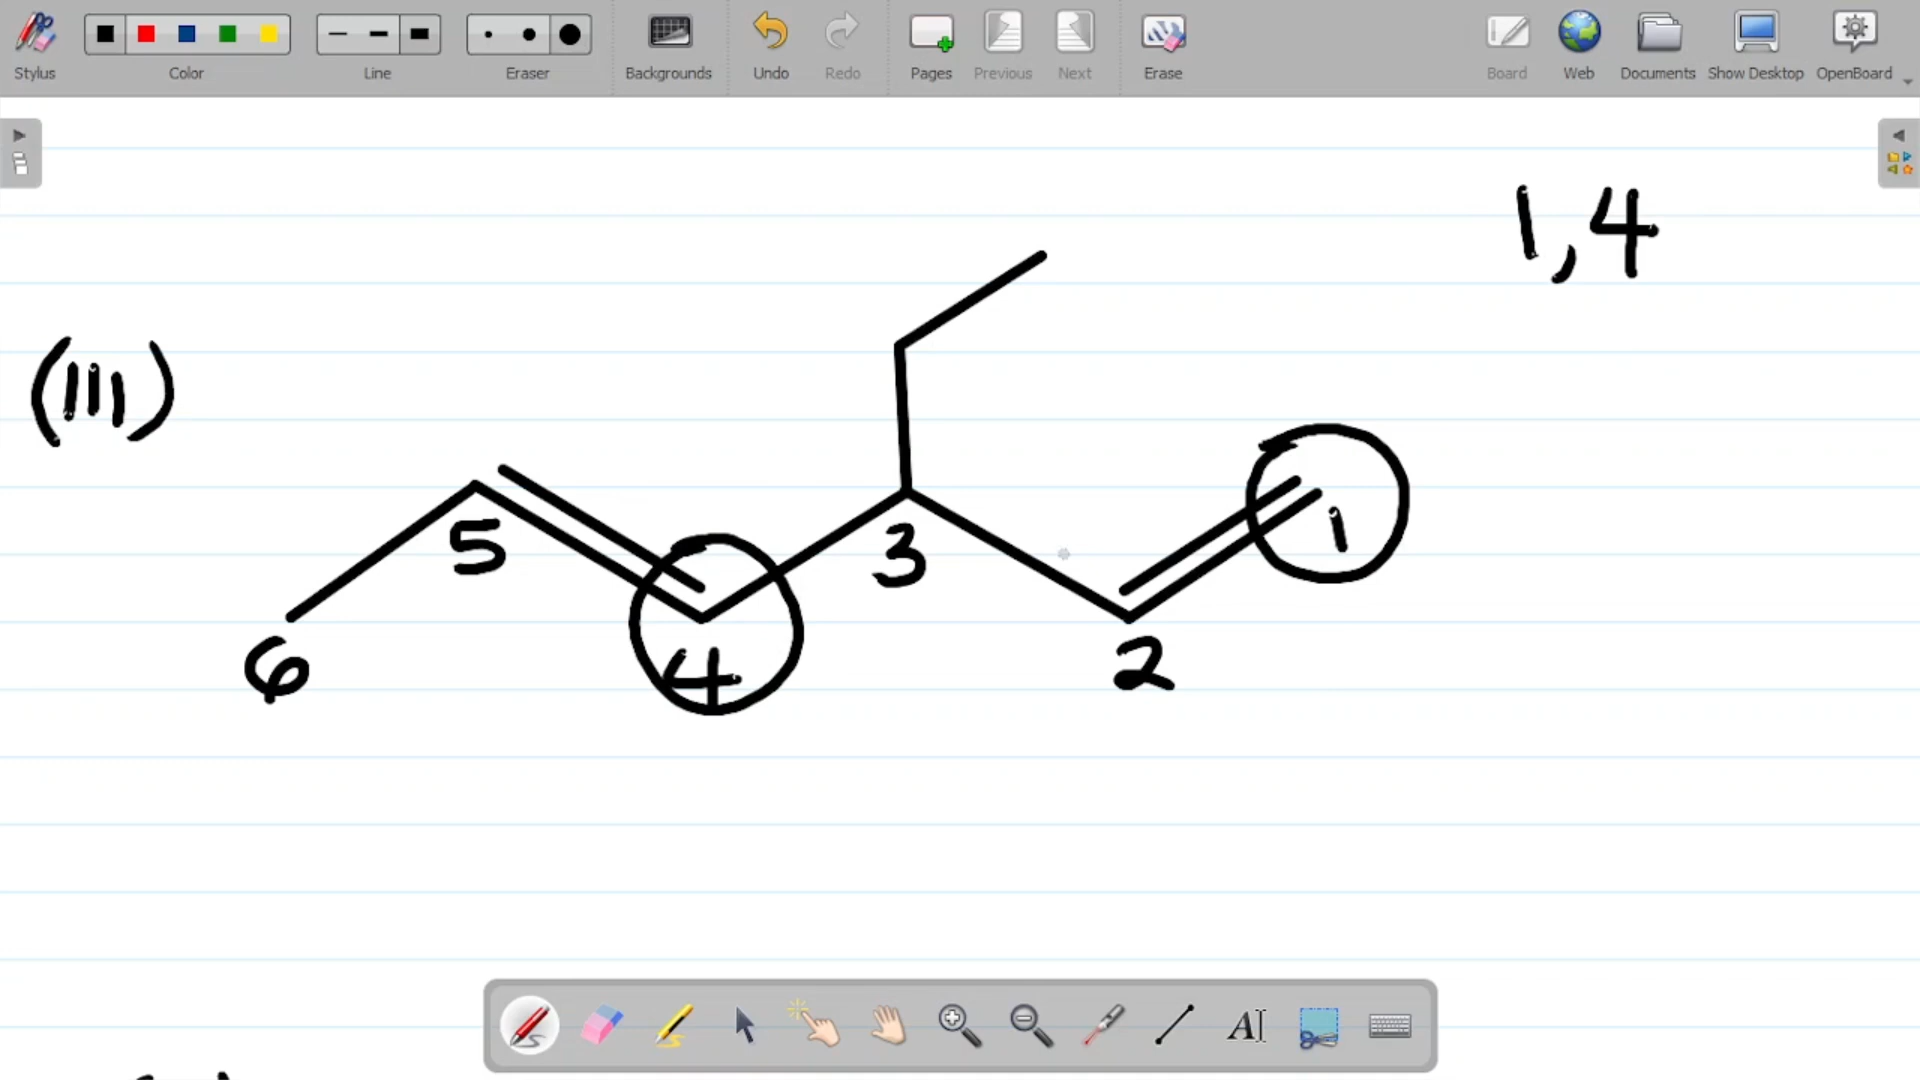 Stylus Color Line Eraser Backgrounds Undo Redo Pages Previous Next Erase Board Web Documents Show Desktop OpenBoard
1,4
(III)
5 3 1
6 4 2